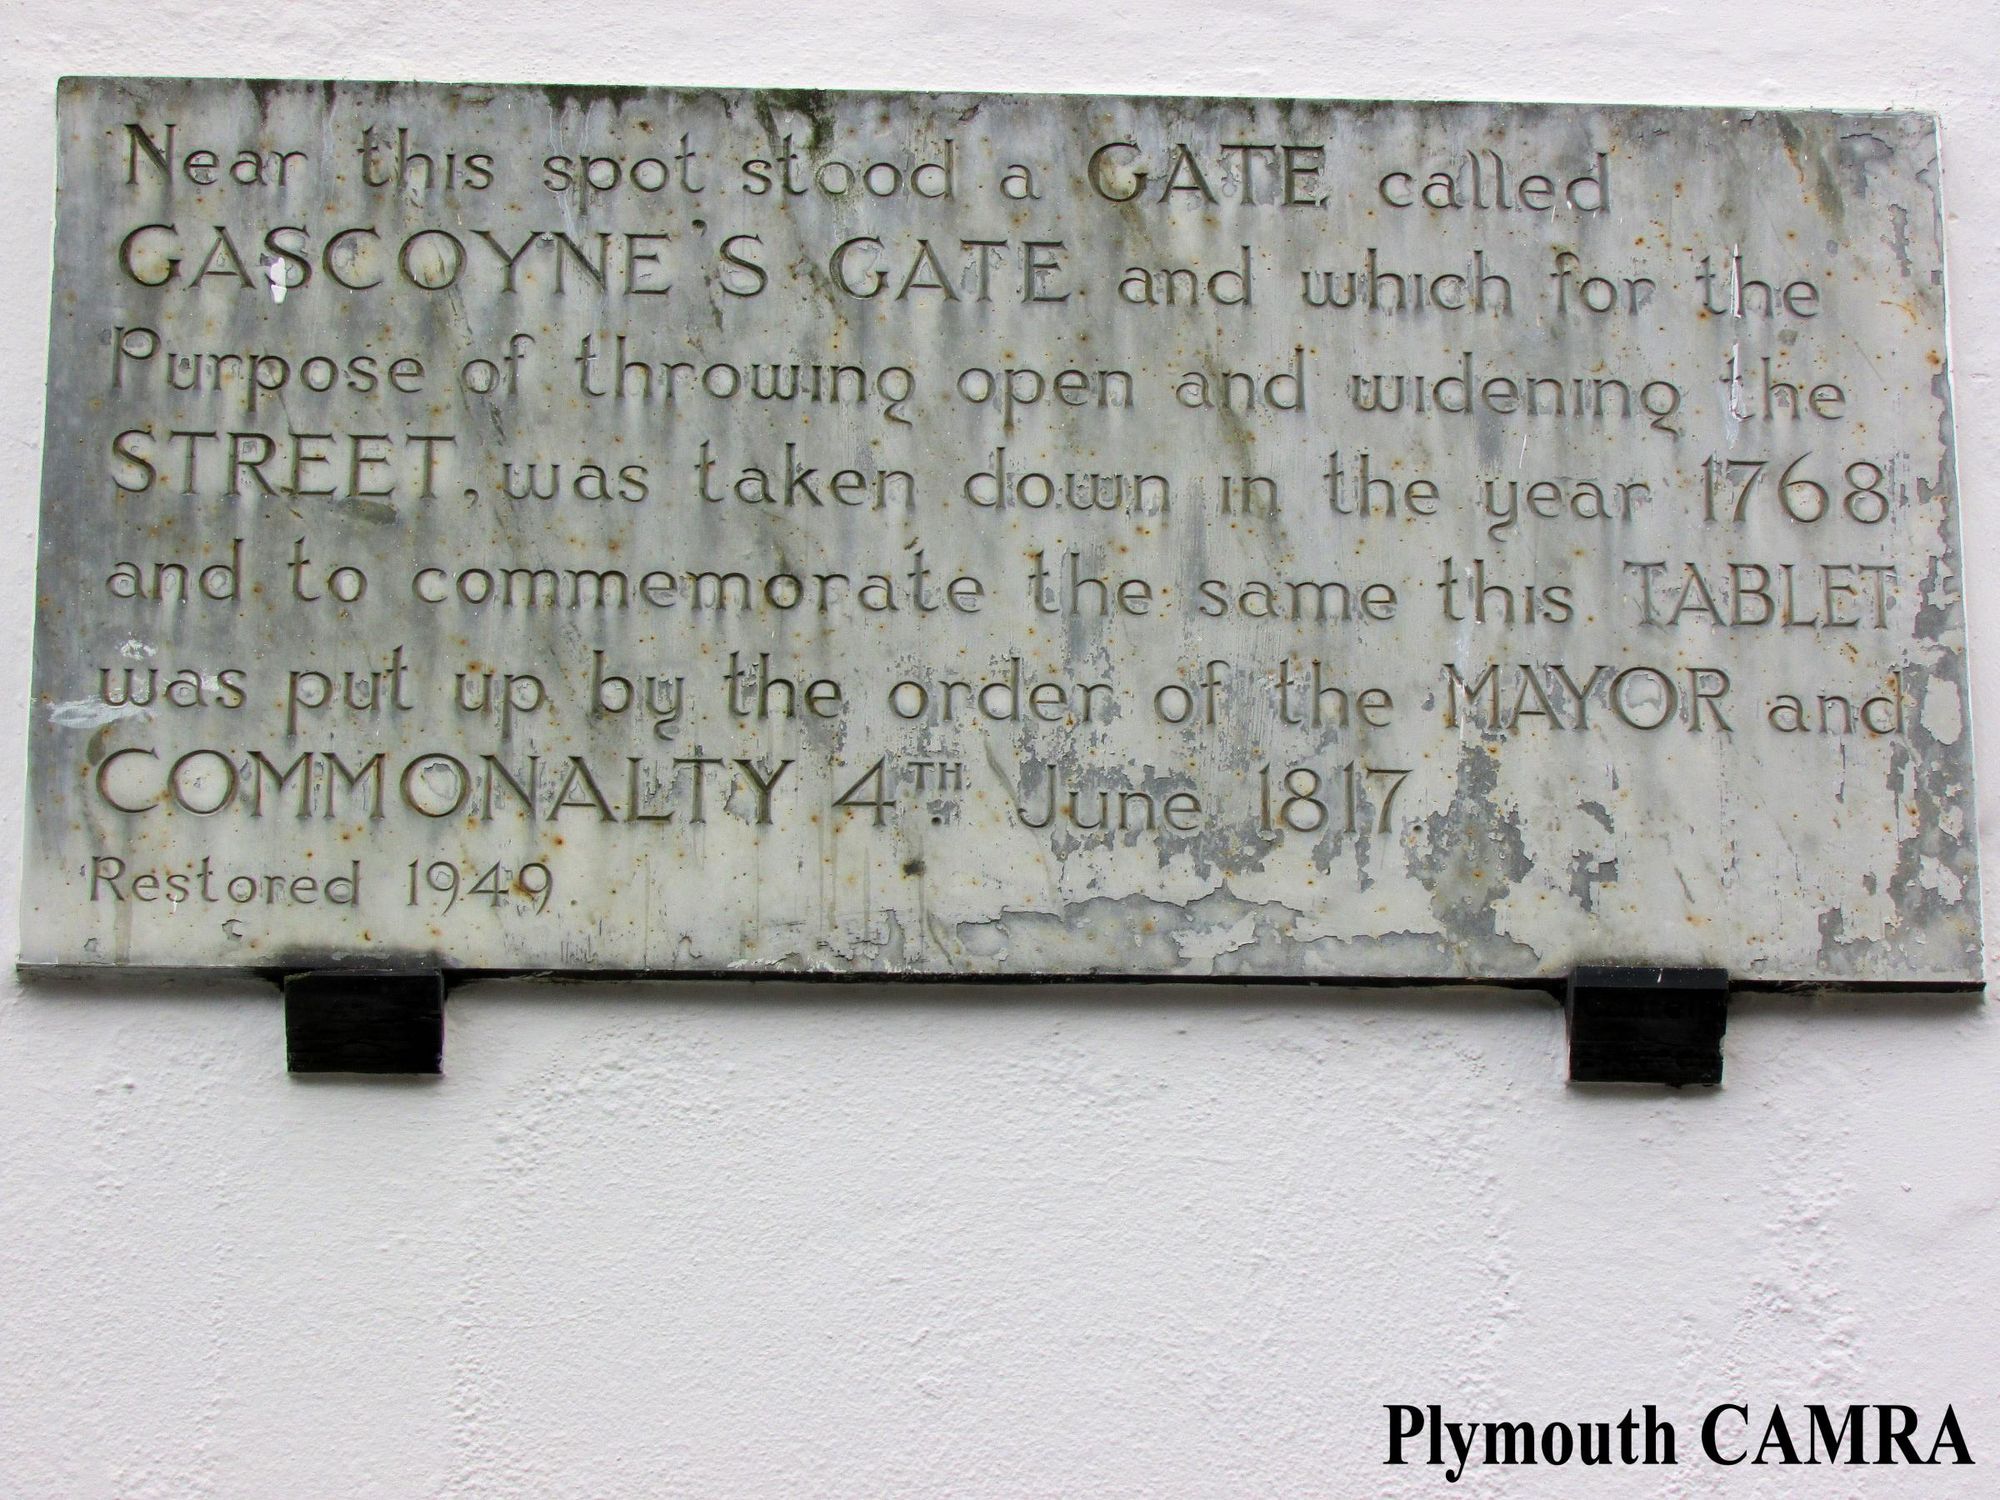 Near this spot stood a GATE called
GASCOYNE'S GATE and which for the
Purpose of throwing open and widening the
STREET, was taken down in the year 1768
and to commemorate the same this TABLET
was put up by the order of the MAYOR and
COMMONALTY 4TH. June 1817.
Restored 1949.
Plymouth CAMRA